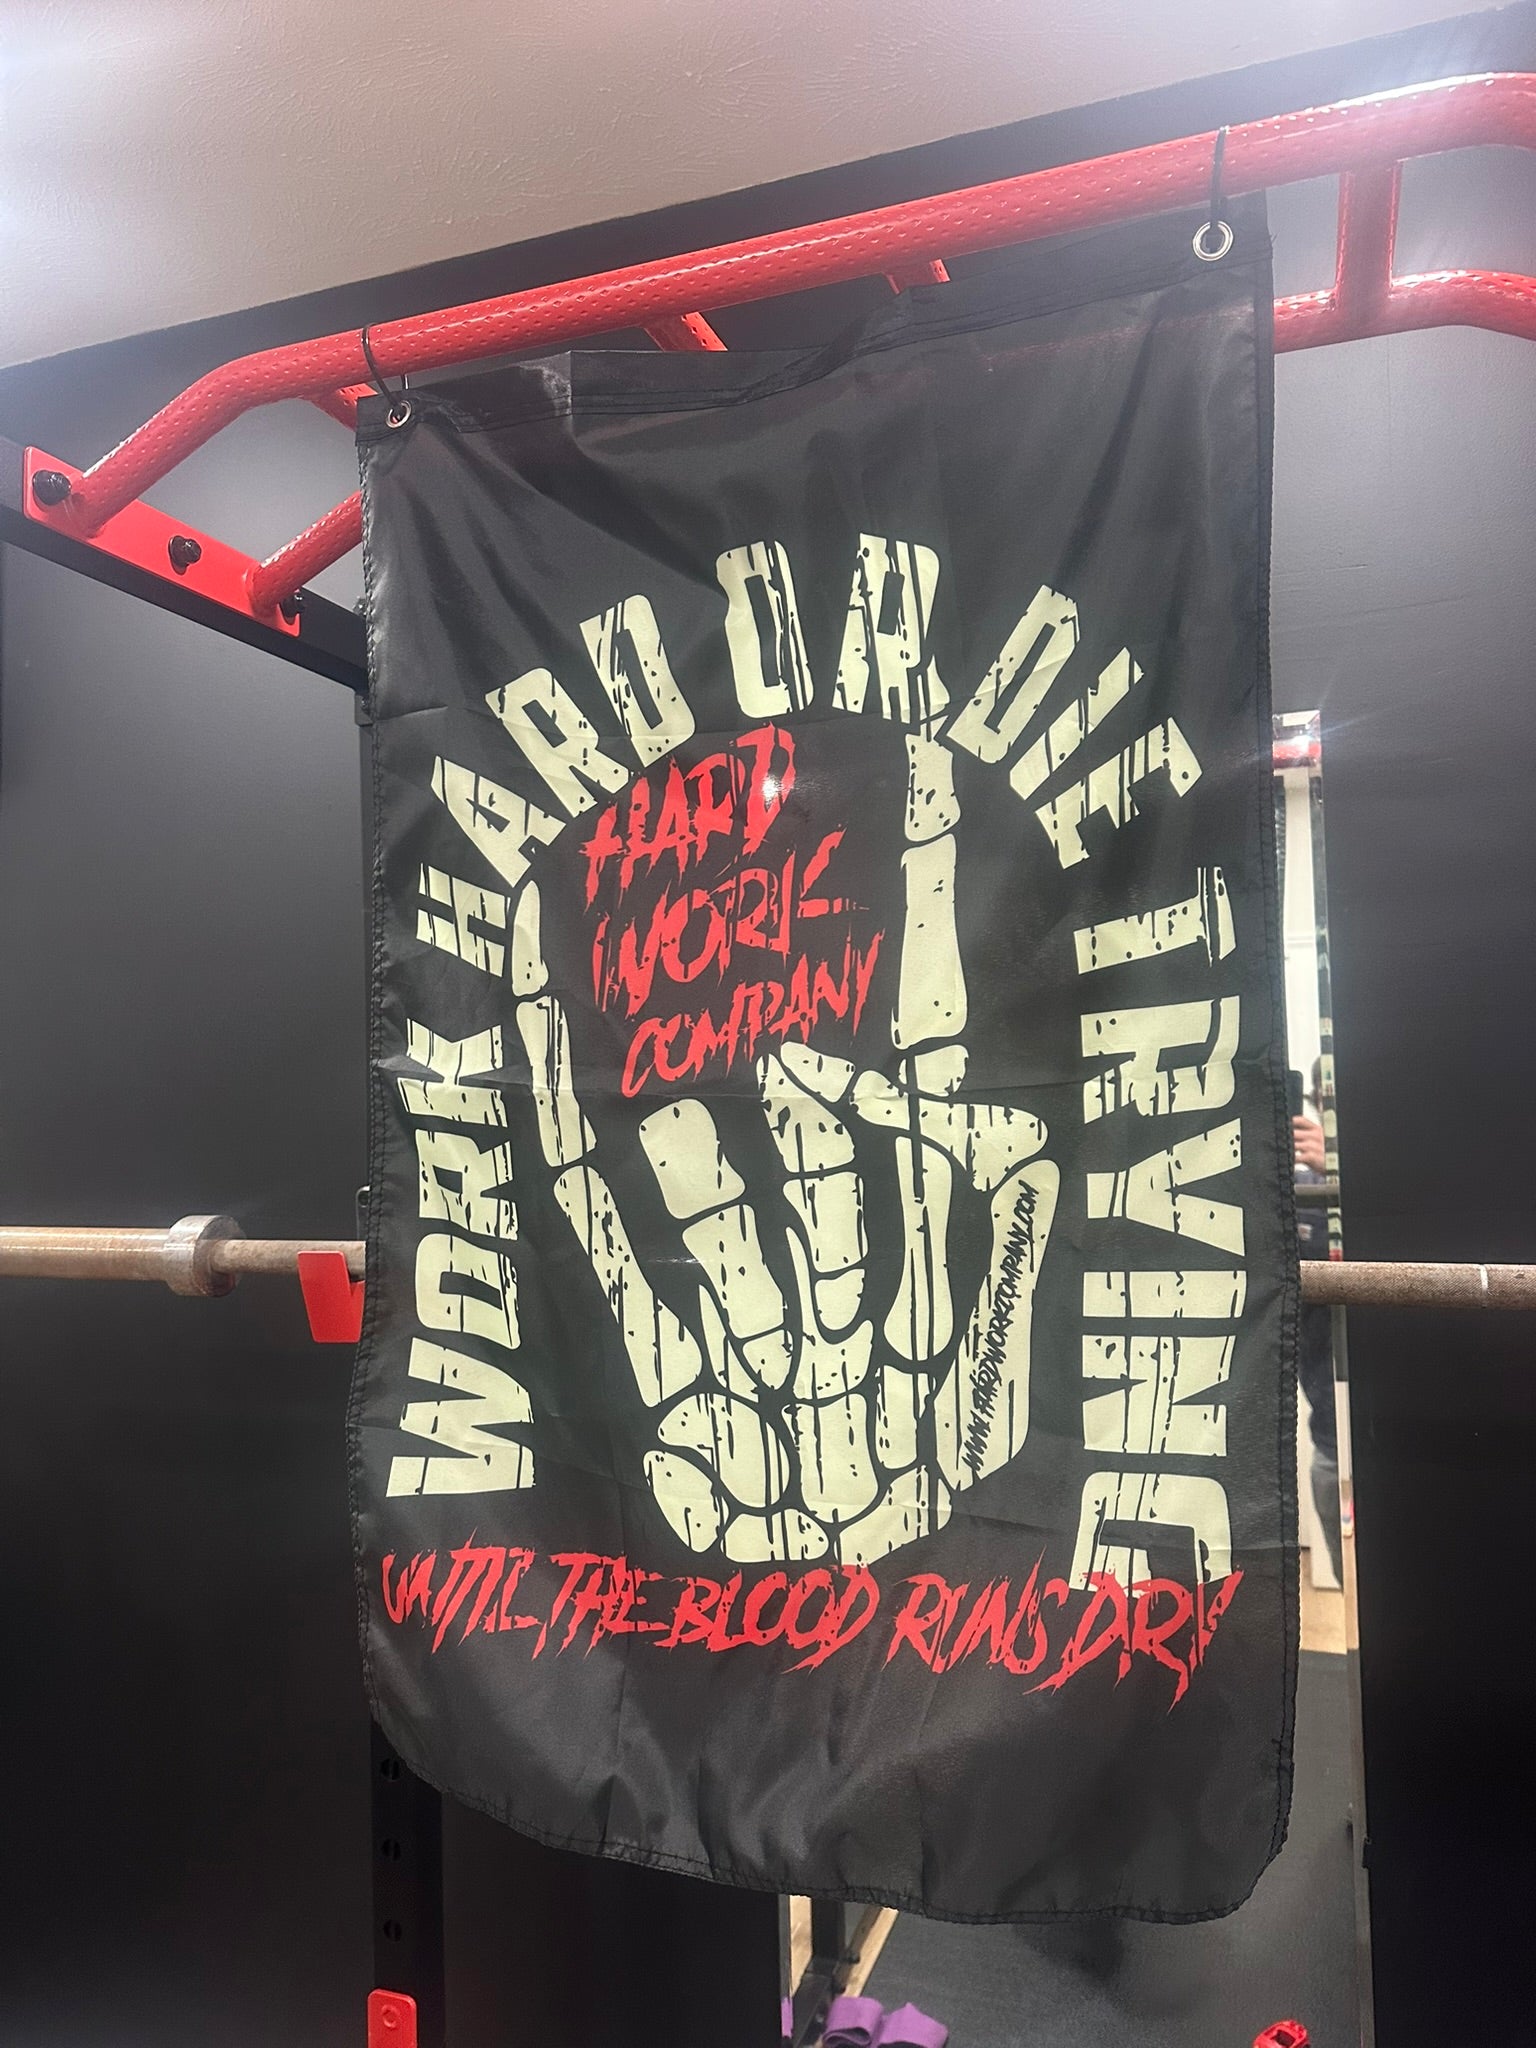 WORK HARD OR DIE TRYING
HARD
WORK
COMPANY
WWW.HARDWORKCOMPANY.COM
UNTIL THE BLOOD RUNS DRY